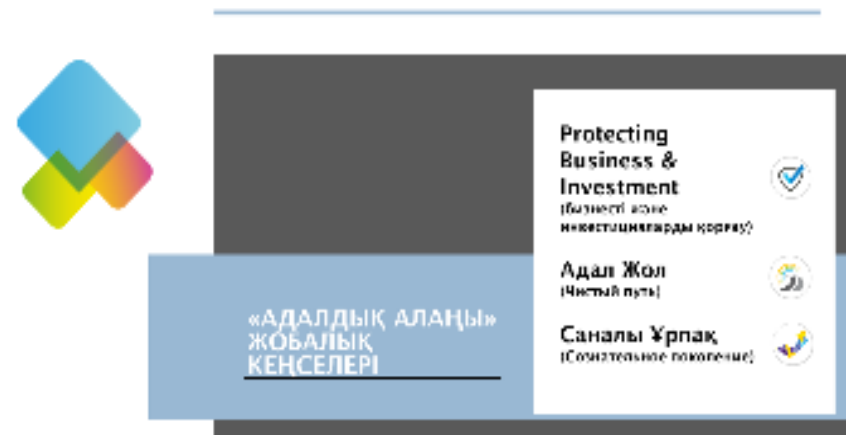 «АДАЛДЫҚ АЛАҢЫ»
ЖОБАЛЫҚ
КЕҢСЕЛЕРІ
Protecting
Business &
Investment
(бизнесті және
инвестицияларды қорғау)
Адал Жол
(Чистый путь)
Саналы Ұрпақ
(Сознательное поколение)